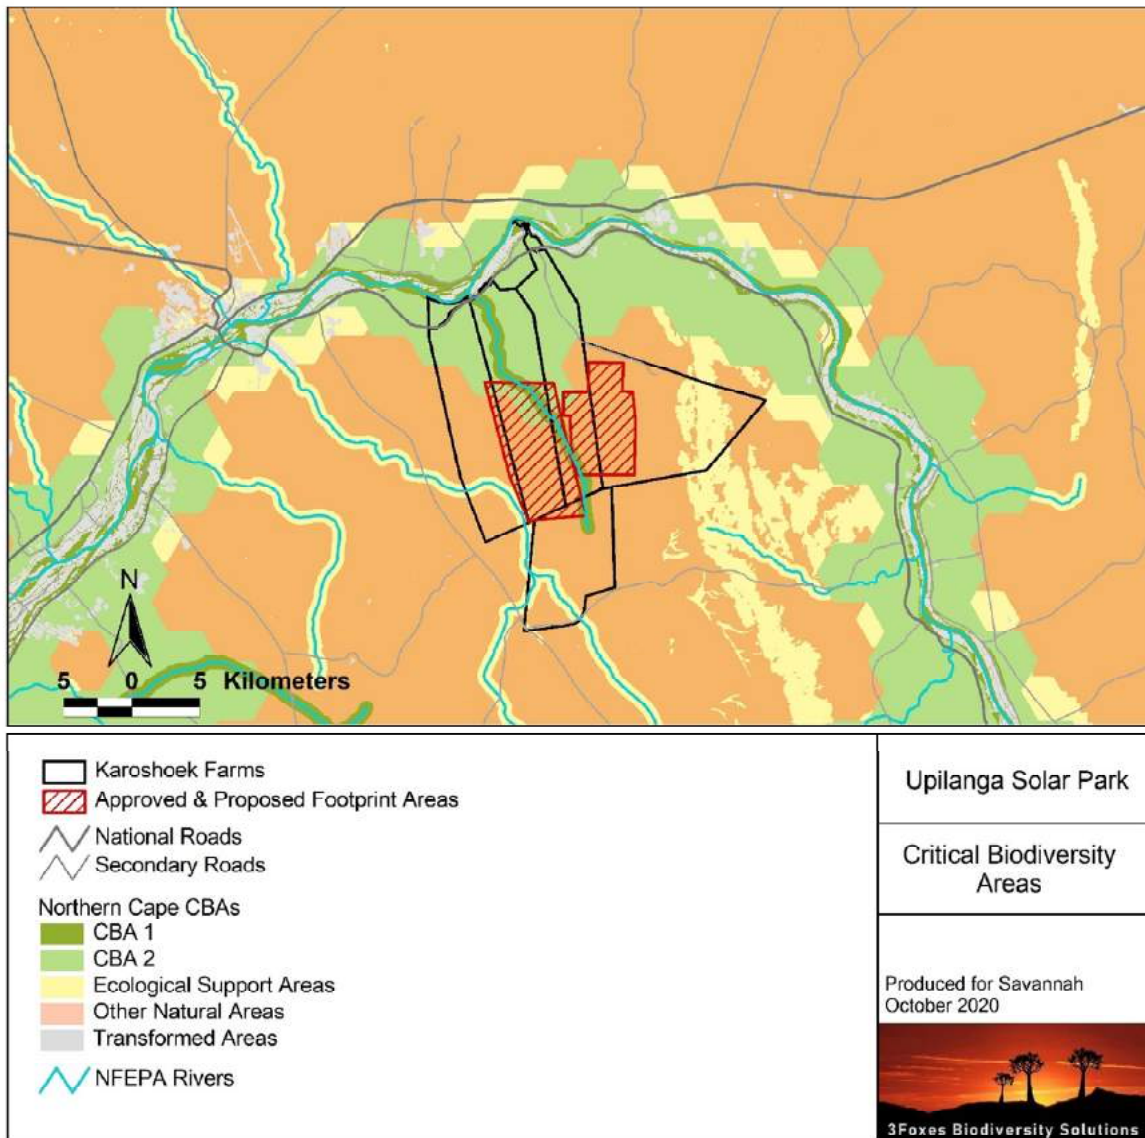 N
5 0 5 Kilometers
Karoshoek Farms
Approved & Proposed Footprint Areas
National Roads
Secondary Roads
Northern Cape CBAs
CBA 1
CBA 2
Ecological Support Areas
Other Natural Areas
Transformed Areas
NFEPA Rivers
Upilanga Solar Park
Critical Biodiversity
Areas
Produced for Savannah
October 2020
3Foxes Biodiversity Solutions